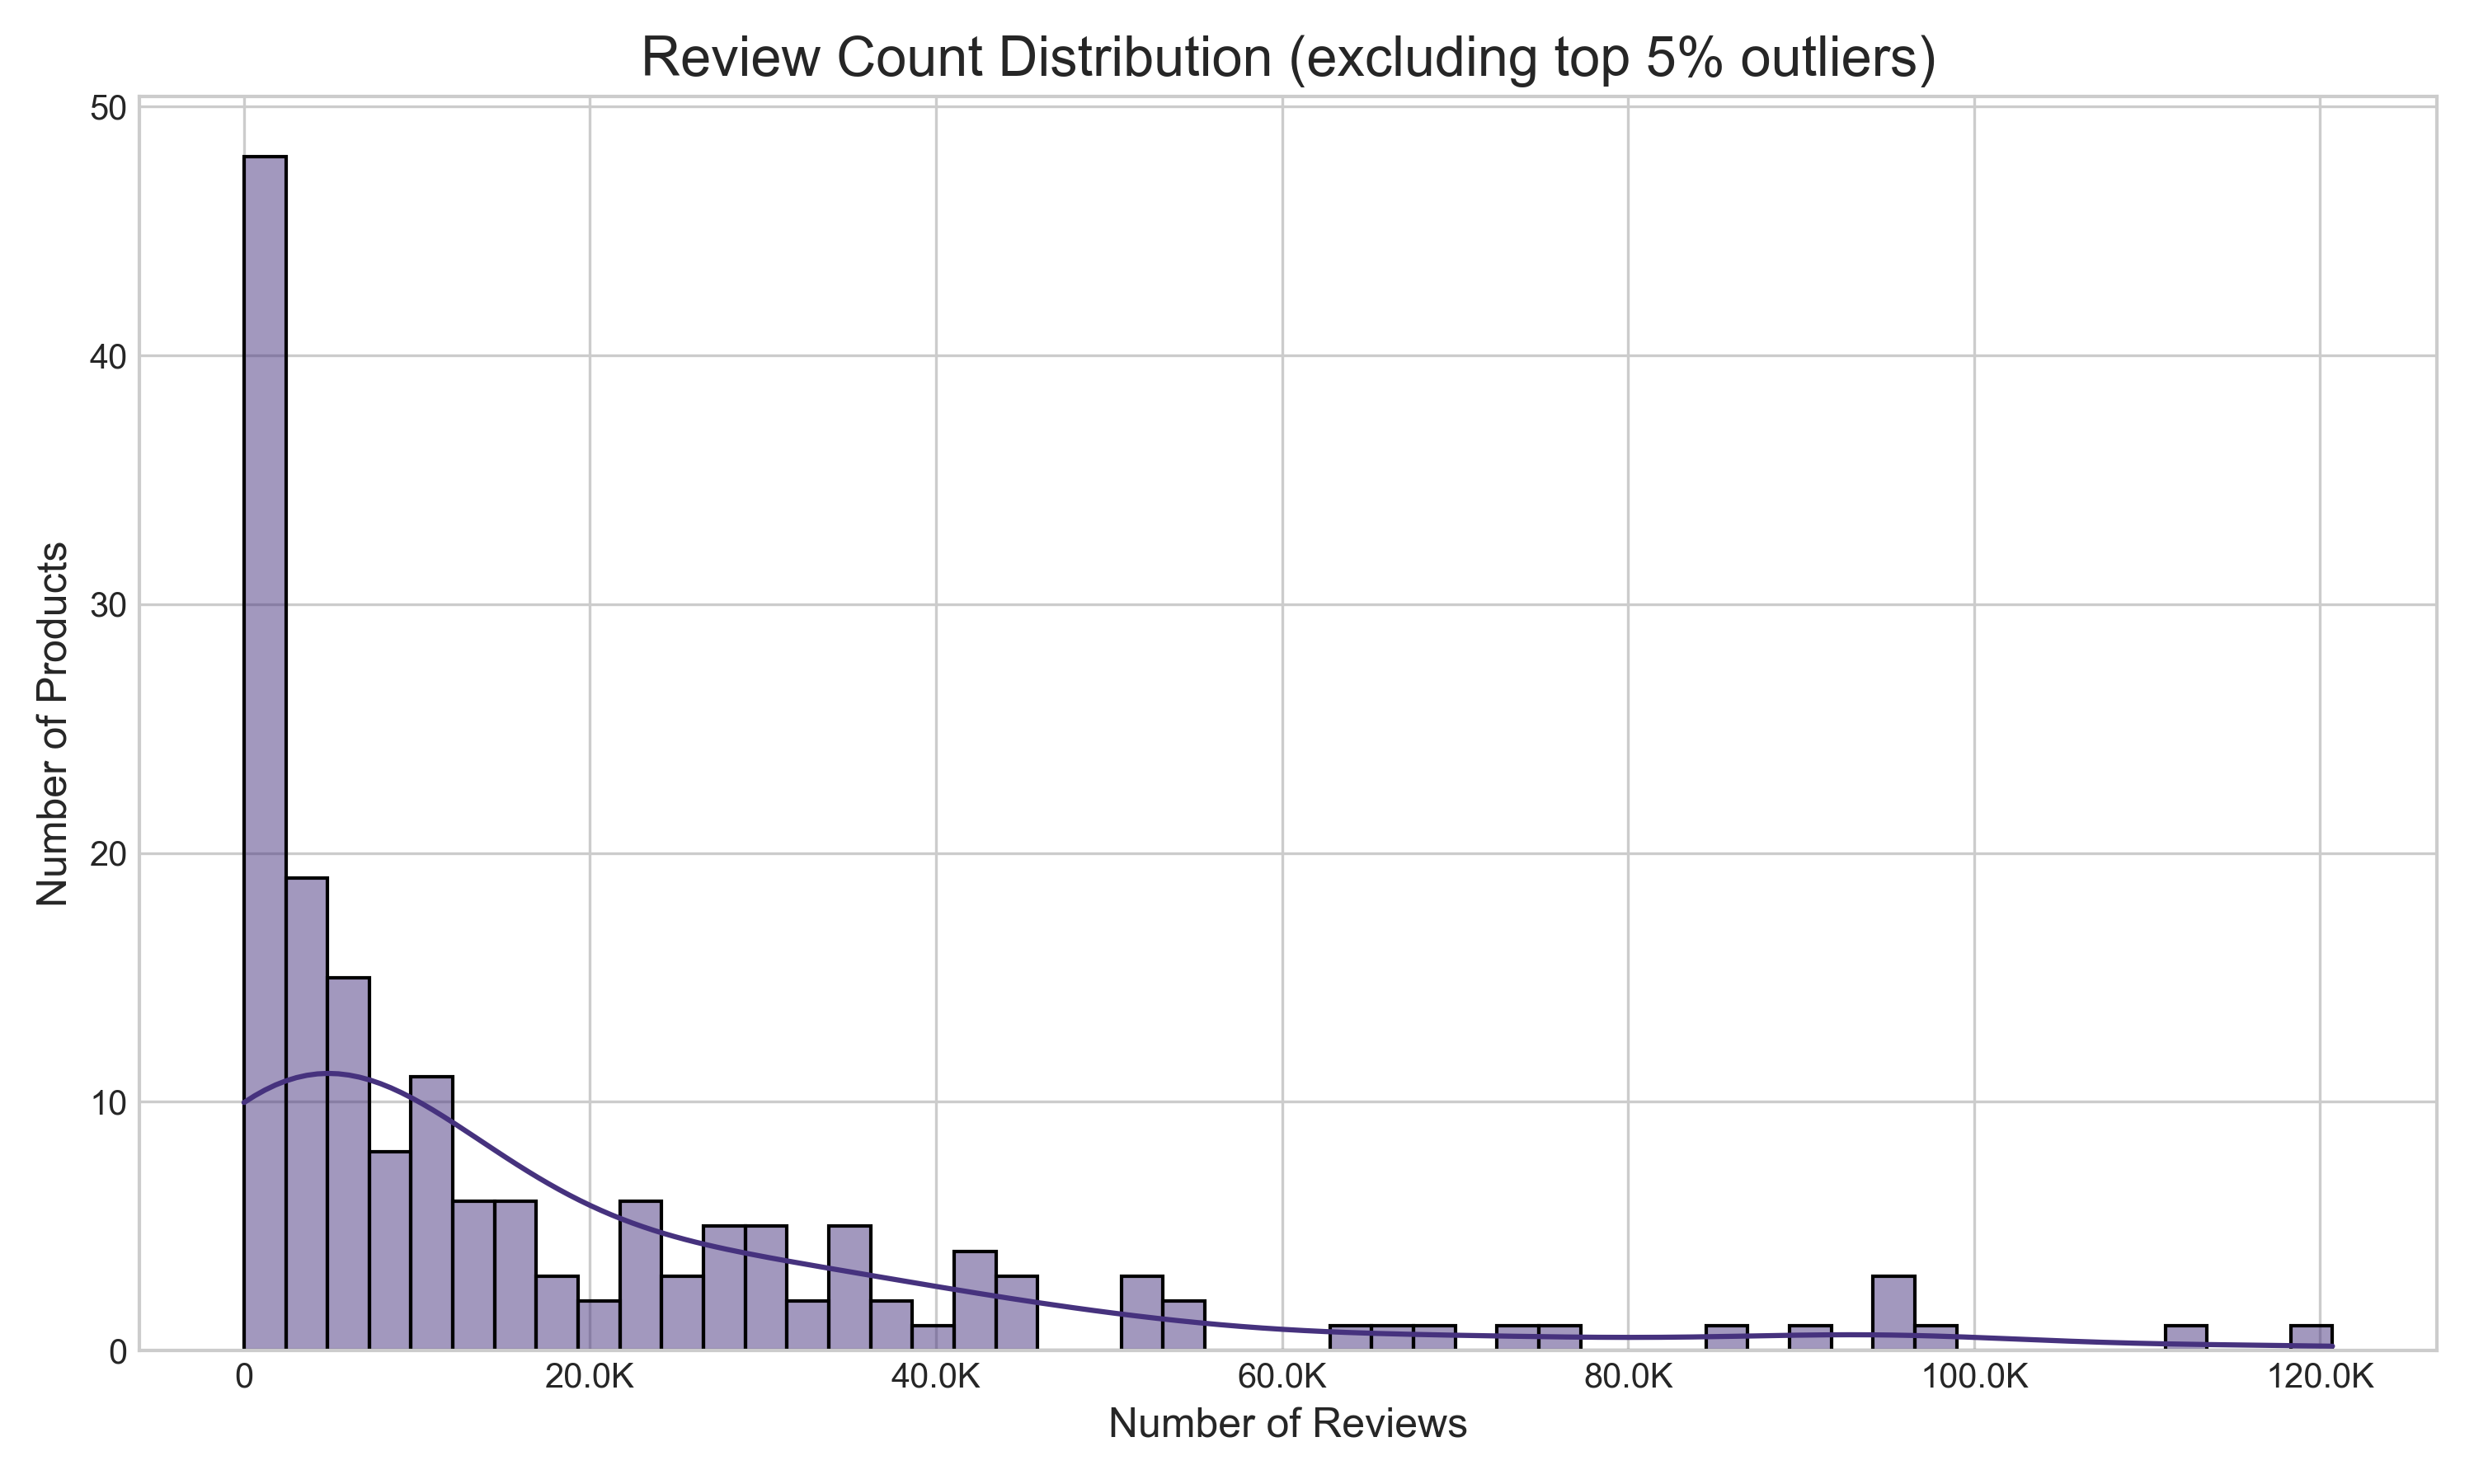 Review Count Distribution (excluding top 5% outliers)
50
40
30
20
10
0
Number of Products
0 20.0K 40.0K 60.0K 80.0K 100.0K 120.0K
Number of Reviews